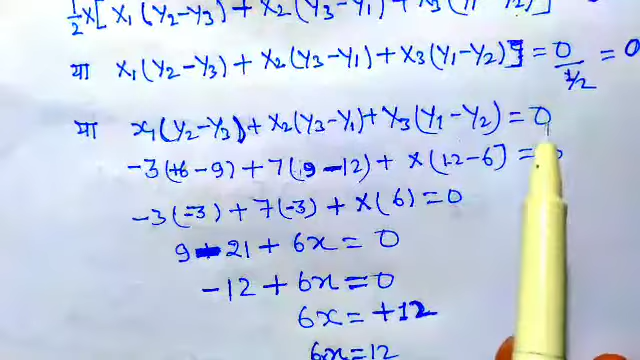 1/2 x[ x₁(y₂-y₃) + x₂(y₃-y₁) + x₃(y₁-y₂)]
या x₁(y₂-y₃) + x₂(y₃-y₁) + x₃(y₁-y₂)] = 0/1/2 = 0
या x₁(y₂-y₃) + x₂(y₃-y₁) + y₃(y₁-y₂) = 0
-3(+6-9) + 7(9-12) + x(12-6] =
-3(-3) + 7(-3) + x(6) = 0
9-21 + 6x = 0
-12 + 6x = 0
6x = +12
6x = 12